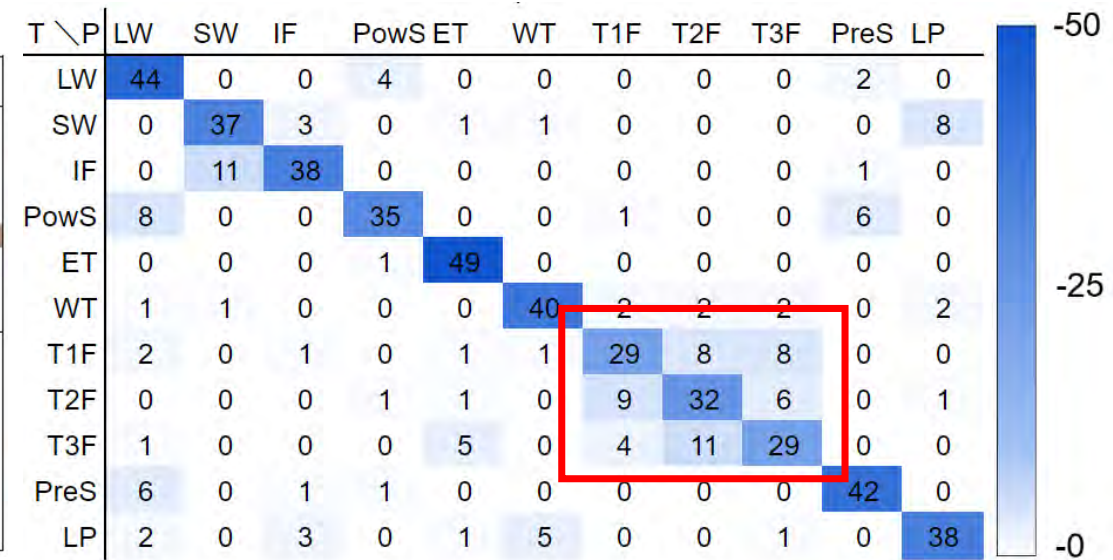 T \P LW SW IF PowS ET WT T1F T2F T3F PreS LP
LW 44 0 0 4 0 0 0 0 0 2 0
SW 0 37 3 0 1 1 0 0 0 0 8
IF 0 11 38 0 0 0 0 0 0 1 0
PowS 8 0 0 35 0 0 1 0 0 6 0
ET 0 0 0 1 49 0 0 0 0 0 0
WT 1 1 0 0 0 40 2 2 2 0 2
T1F 2 0 1 0 1 1 29 8 8 0 0
T2F 0 0 0 1 1 0 9 32 6 0 1
T3F 1 0 0 0 5 0 4 11 29 0 0
PreS 6 0 1 1 0 0 0 0 0 42 0
LP 2 0 3 0 1 5 0 0 1 0 38
-50
-25
-0